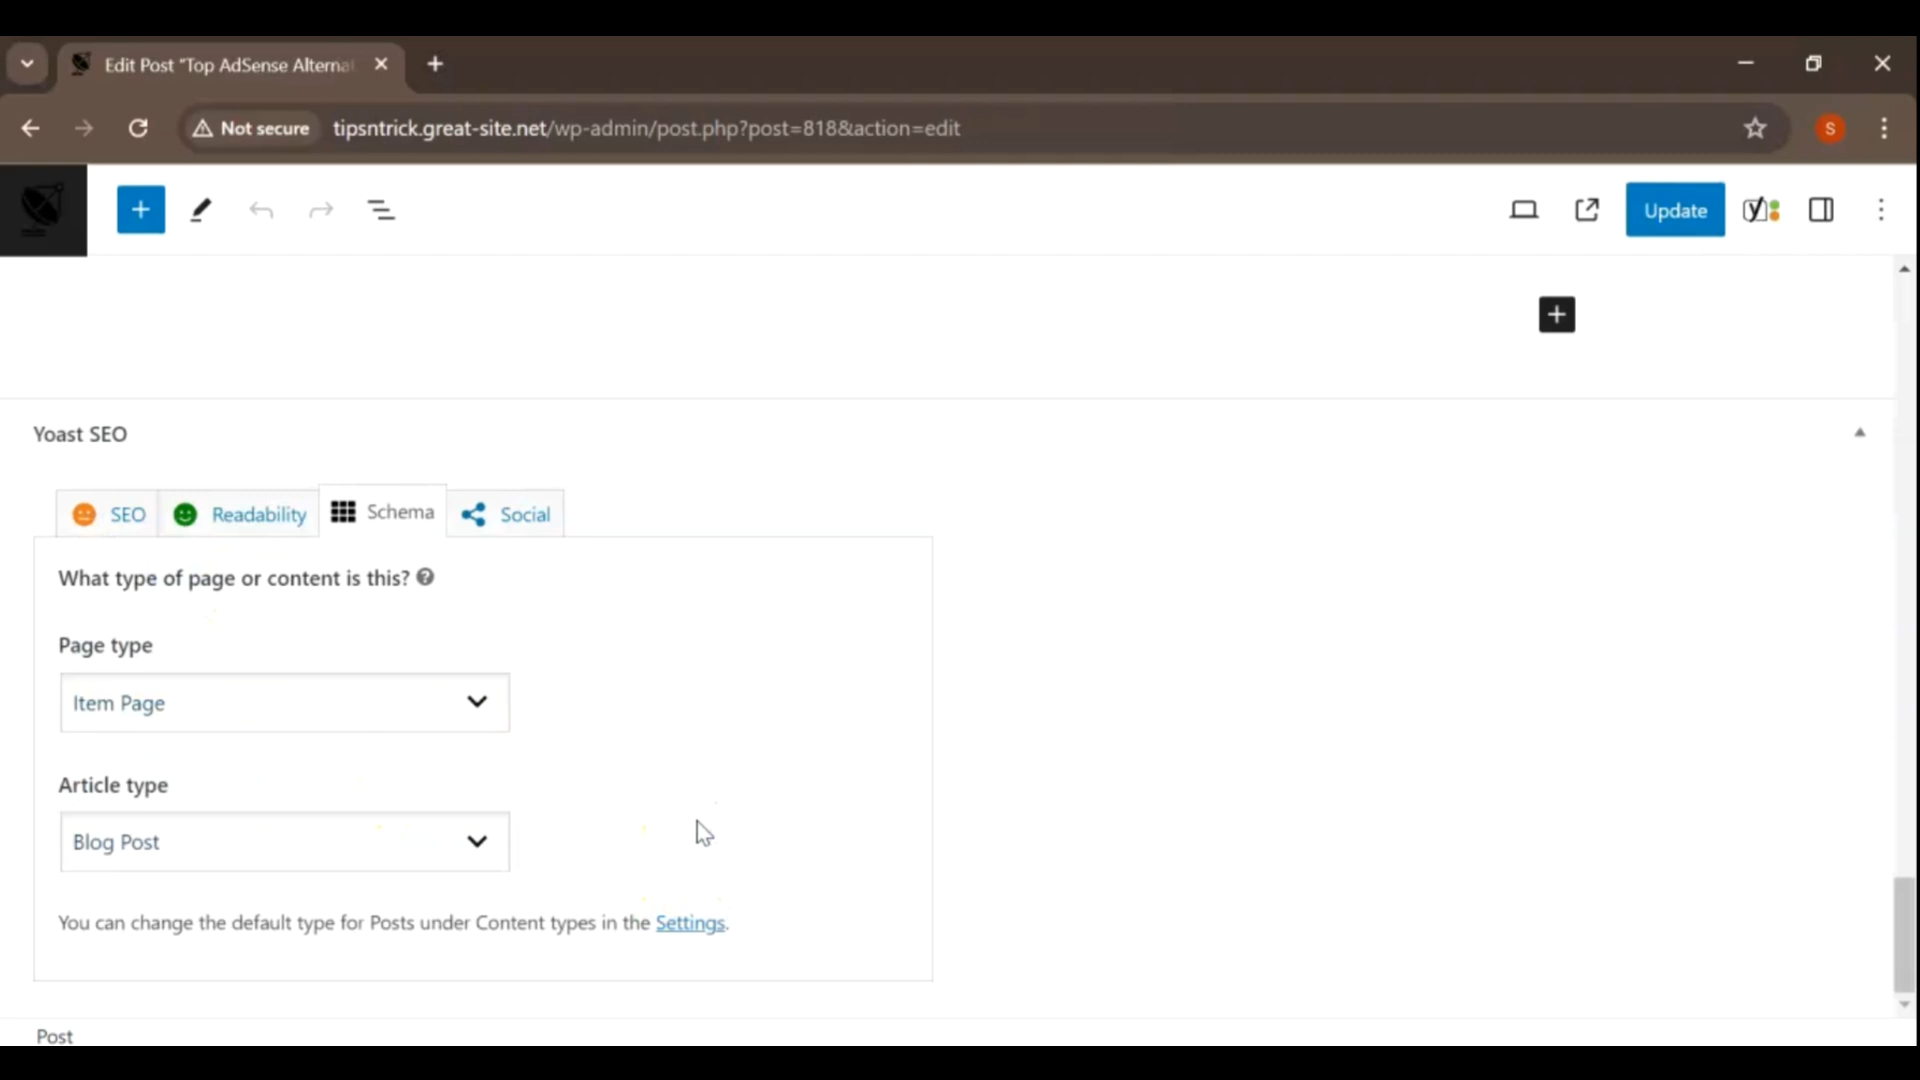 Edit Post "Top AdSense Alterna
Not secure
tipsntrick.great-site.net/wp-admin/post.php?post=818&action=edit
S
Update
Yoast SEO
SEO
Readability
Schema
Social
What type of page or content is this?
Page type
Item Page
Article type
Blog Post
You can change the default type for Posts under Content types in the Settings.
Post